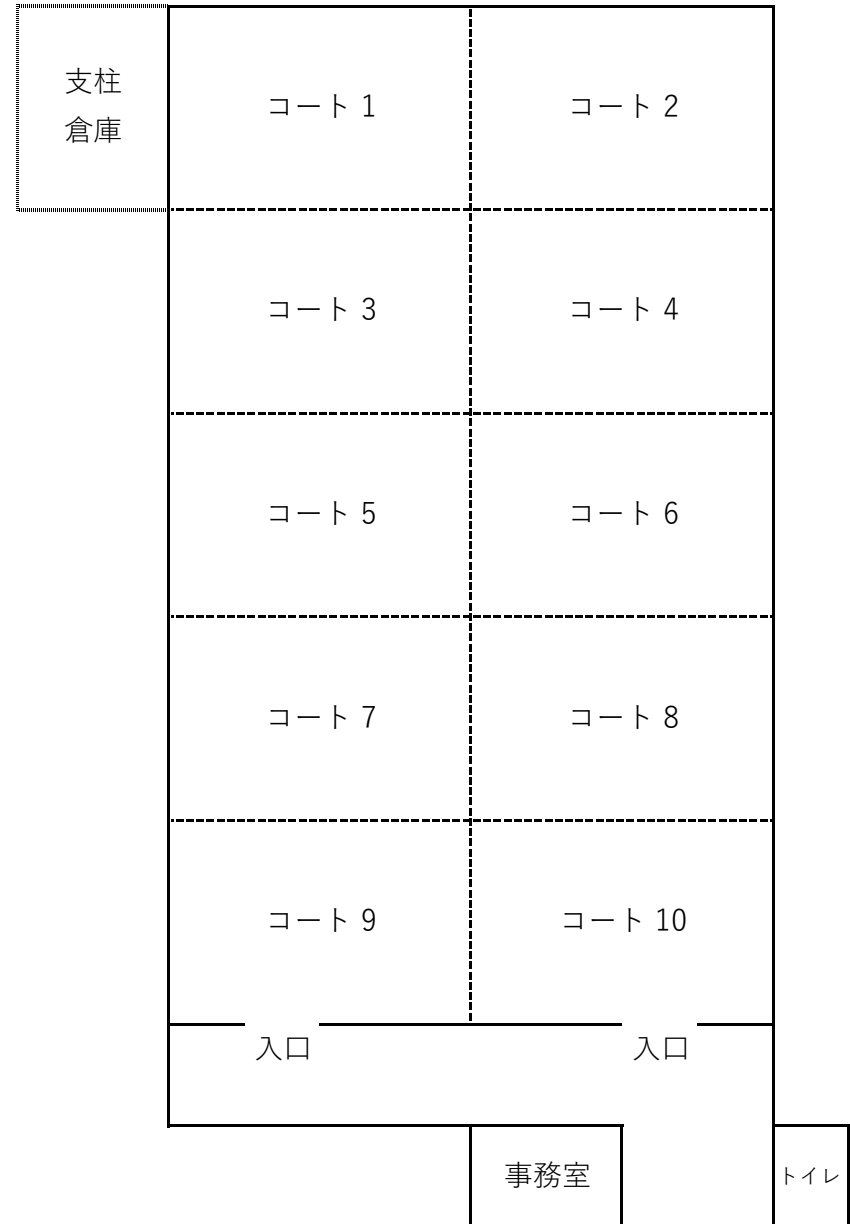 支柱
倉庫
コート 1
コート 2
コート 3
コート 4
コート 5
コート 6
コート 7
コート 8
コート 9
コート 10
入口
入口
事務室
トイレ